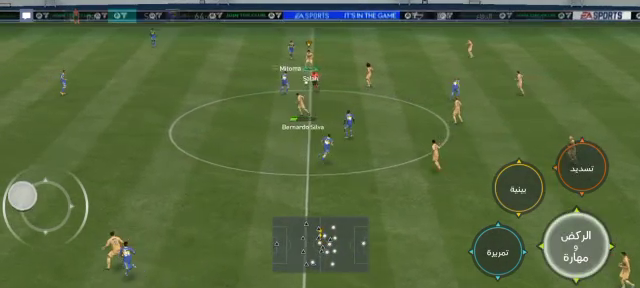 EA SPORTS
IT'S IN THE GAME
EA SPORTS
Mitoma
Salah
Bernardo Silva
تسديد
بينية
تمريرة
الركض
و
مهارة